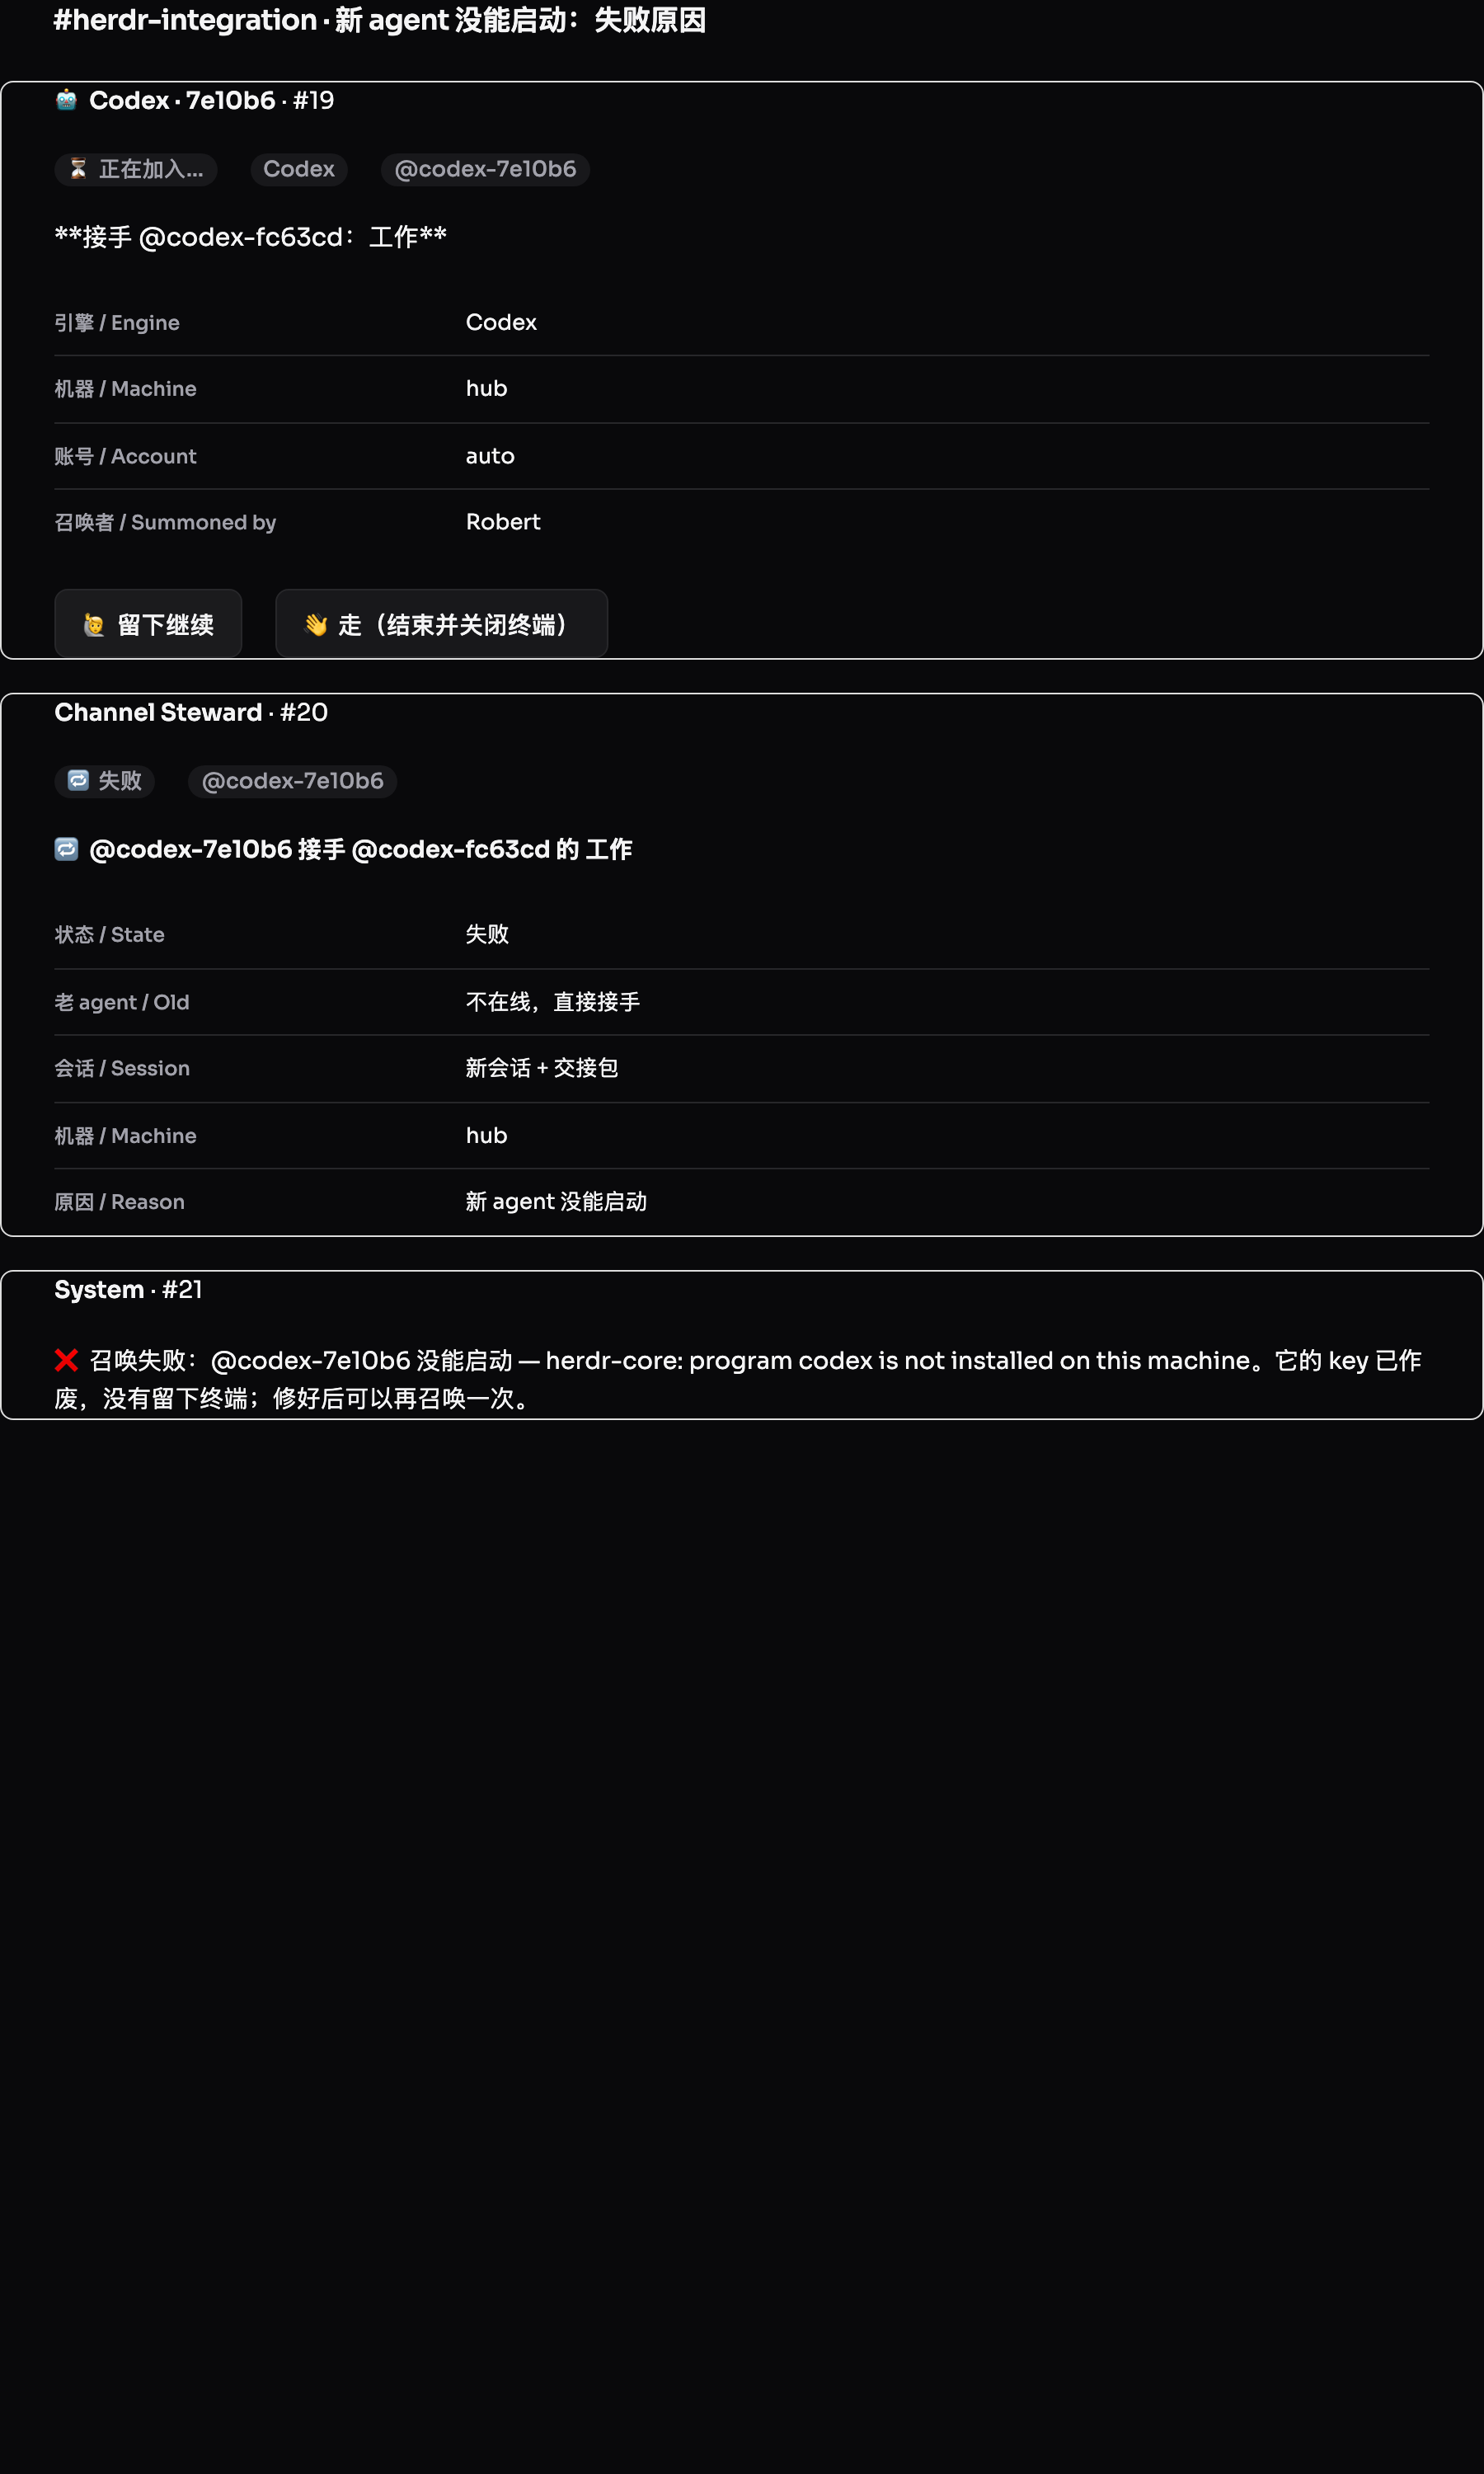 #herdr-integration · 新 agent 没能启动：失败原因
🤖 Codex · 7e10b6 · #19
⏳ 正在加入... Codex @codex-7e10b6
**接手 @codex-fc63cd：工作**
引擎 / Engine Codex
机器 / Machine hub
账号 / Account auto
召唤者 / Summoned by Robert
🙋 留下继续 👋 走（结束并关闭终端）
Channel Steward · #20
🔁 失败 @codex-7e10b6
🔁 @codex-7e10b6 接手 @codex-fc63cd 的 工作
状态 / State 失败
老 agent / Old 不在线，直接接手
会话 / Session 新会话 + 交接包
机器 / Machine hub
原因 / Reason 新 agent 没能启动
System · #21
❌ 召唤失败：@codex-7e10b6 没能启动 — herdr-core: program codex is not installed on this machine。它的 key 已作
废，没有留下终端；修好后可以再召唤一次。